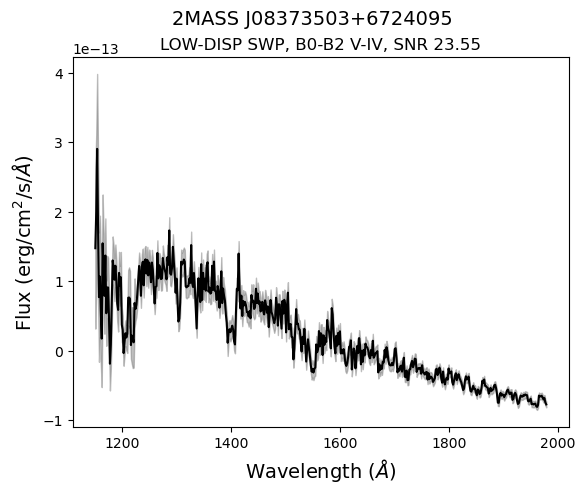 2MASS J08373503+6724095
LOW-DISP SWP, B0-B2 V-IV, SNR 23.55
1e−13
4
3
2
1
0
−1
Flux (erg/cm²/s/Å)
1200 1400 1600 1800 2000
Wavelength (Å)